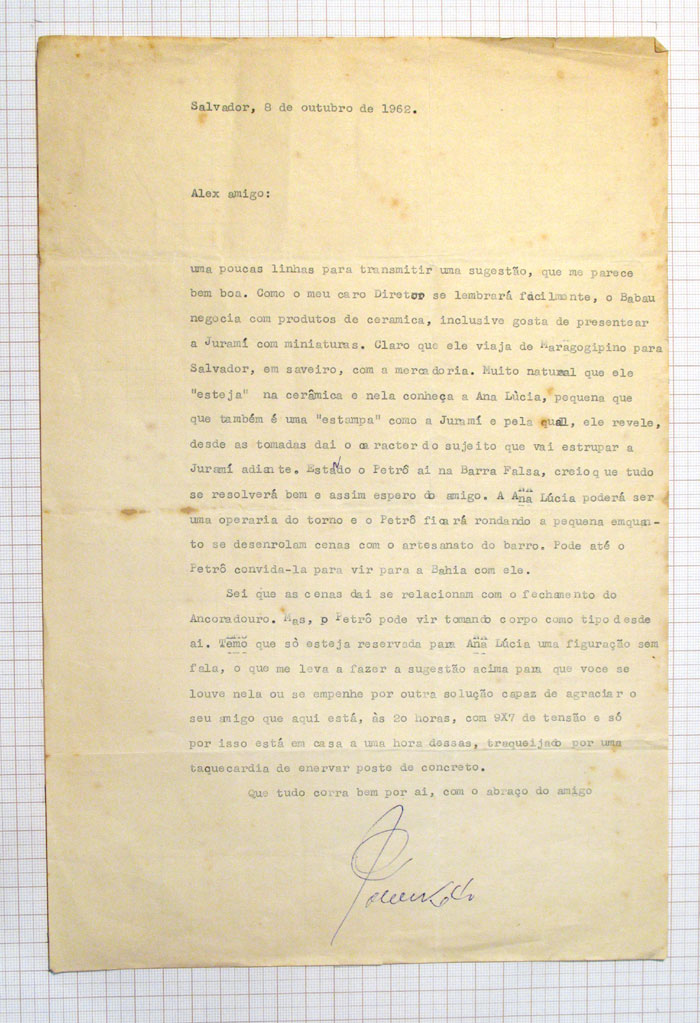 Salvador, 8 de outubro de 1962.
Alex amigo:
uma poucas linhas para transmitir uma sugestão, que me parece
bem boa. Como o meu caro Diretor se lembrará fácilmente, o Babau
negocia com produtos de ceramica, inclusive gosta de presentear
a Juramí com miniaturas. Claro que ele viaja de Maragogipino para
Salvador, em saveiro, com a mercadoria. Muito natural que ele
"esteja" na cerâmica e nela conheça a Ana Lùcia, pequena que
que também é uma "estampa" como a Juramí e pela qual, ele revele,
desde as tomadas dai o caracter do sujeito que vai estrupar a
Juramí adiante. Estando o Petrô ai na Barra Falsa, creio que tudo
se resolverá bem e assim espero do amigo. A Ana Lúcia poderá ser
uma operaria do torno e o Petrô ficará rondando a pequena emquan-
to se desenrolam cenas com o artesanato do barro. Pode até o
Petrô convida-la para vir para a Bahia com ele.
Sei que as cenas dai se relacionam com o fechamento do
Ancoradouro. Mas, o Petrô pode vir tomando corpo como tipo desde
ai. Temo que só esteja reservada para Ana Lúcia uma figuração sem
fala, o que me leva a fazer a sugestão acima para que voce se
louve nela ou se empenhe por outra solução capaz de agraciar o
seu amigo que aqui está, às 2o horas, com 9X7 de tensão e só
por isso está em casa a uma hora dessas, traqueijado por uma
taquecardia de enervar poste de concreto.
Que tudo corra bem por ai, com o abraço do amigo